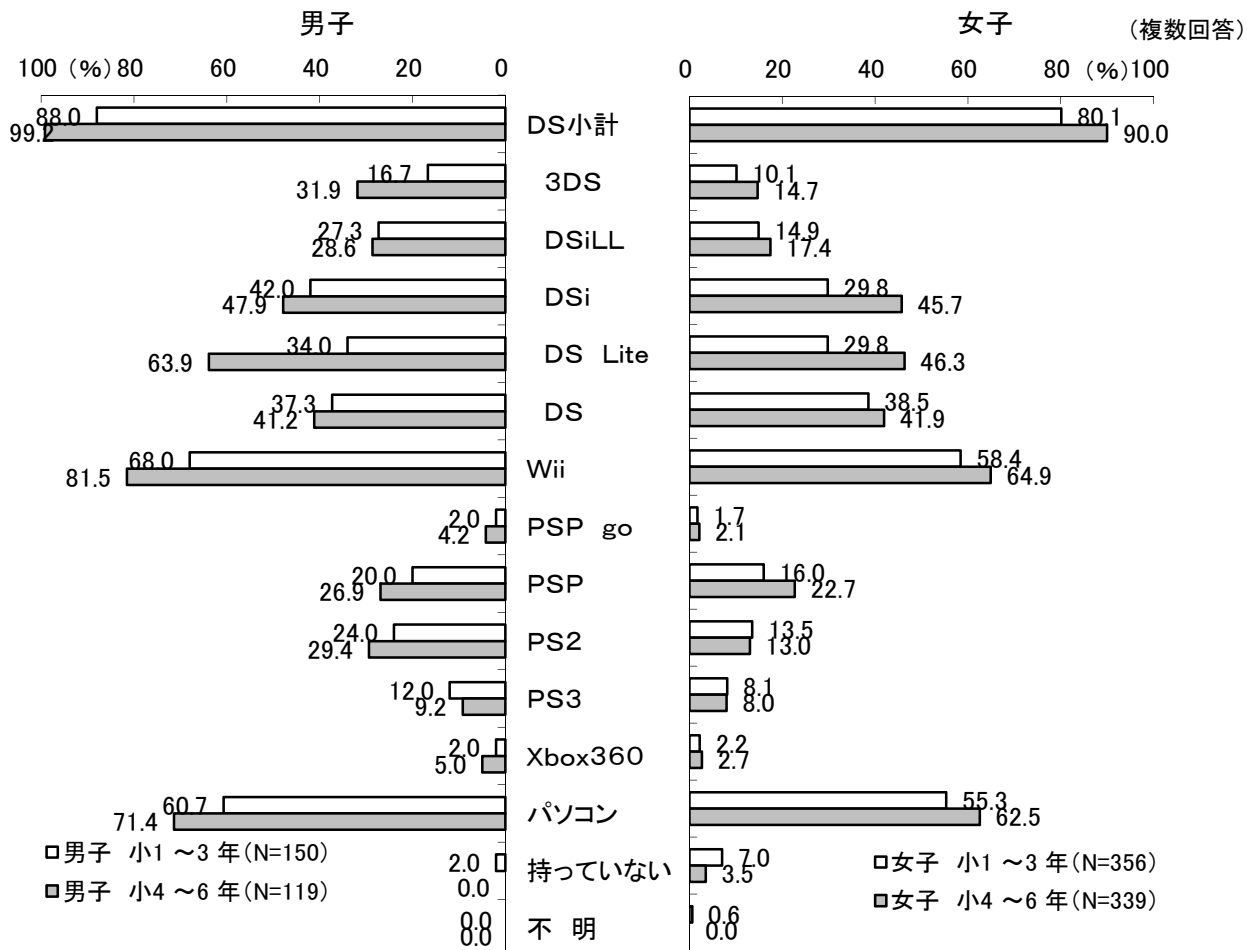 男子 女子 (複数回答)
100 (%) 80 60 40 20 0 0 20 40 60 80 (%) 100
88.0 DS小計 80.1
99.2 90.0
16.7 3DS 10.1
31.9 14.7
27.3 DSiLL 14.9
28.6 17.4
42.0 DSi 29.8
47.9 45.7
34.0 DS Lite 29.8
63.9 46.3
37.3 DS 38.5
41.2 41.9
68.0 Wii 58.4
81.5 64.9
2.0 PSP go 1.7
4.2 2.1
20.0 PSP 16.0
26.9 22.7
24.0 PS2 13.5
29.4 13.0
12.0 PS3 8.1
9.2 8.0
2.0 Xbox360 2.2
5.0 2.7
60.7 パソコン 55.3
71.4 62.5
男子 小1 ～3 年(N=150) 2.0 持っていない 7.0 女子 小1 ～3 年(N=356)
男子 小4 ～6 年(N=119) 0.0 3.5 女子 小4 ～6 年(N=339)
0.0 不 明 0.6
0.0 0.0